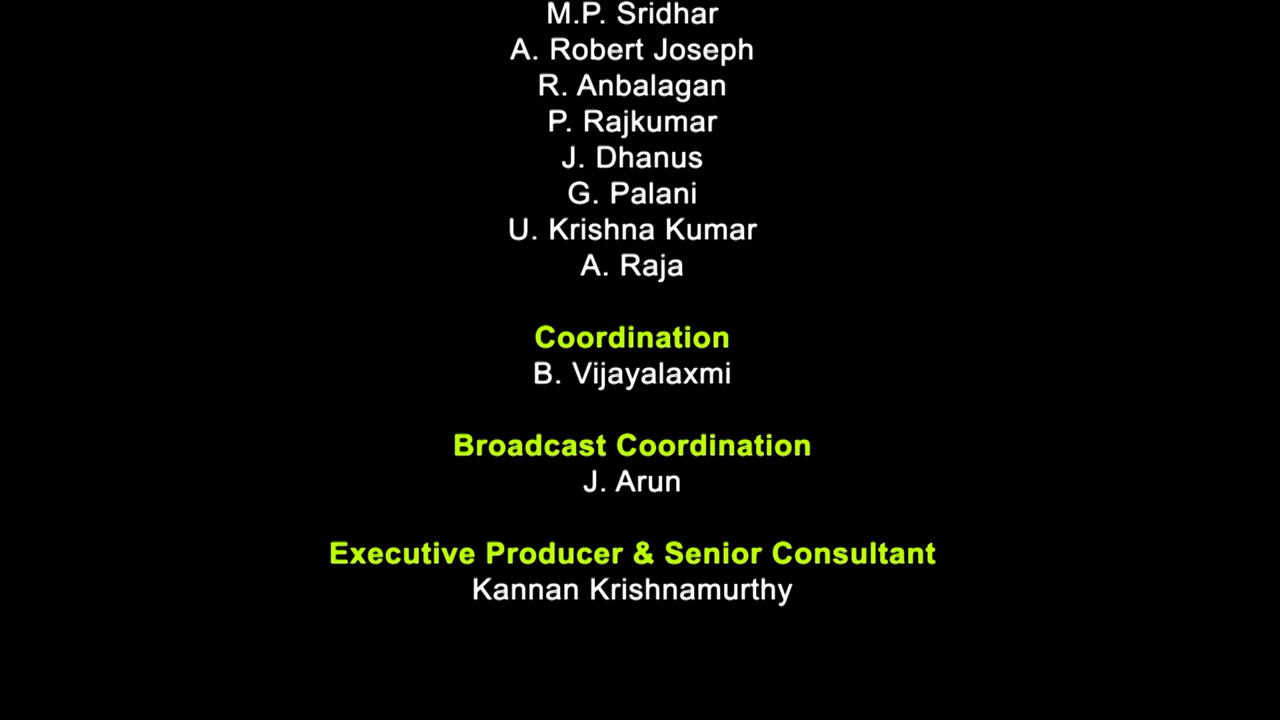 M.P. Sridhar
A. Robert Joseph
R. Anbalagan
P. Rajkumar
J. Dhanus
G. Palani
U. Krishna Kumar
A. Raja
Coordination
B. Vijayalaxmi
Broadcast Coordination
J. Arun
Executive Producer & Senior Consultant
Kannan Krishnamurthy